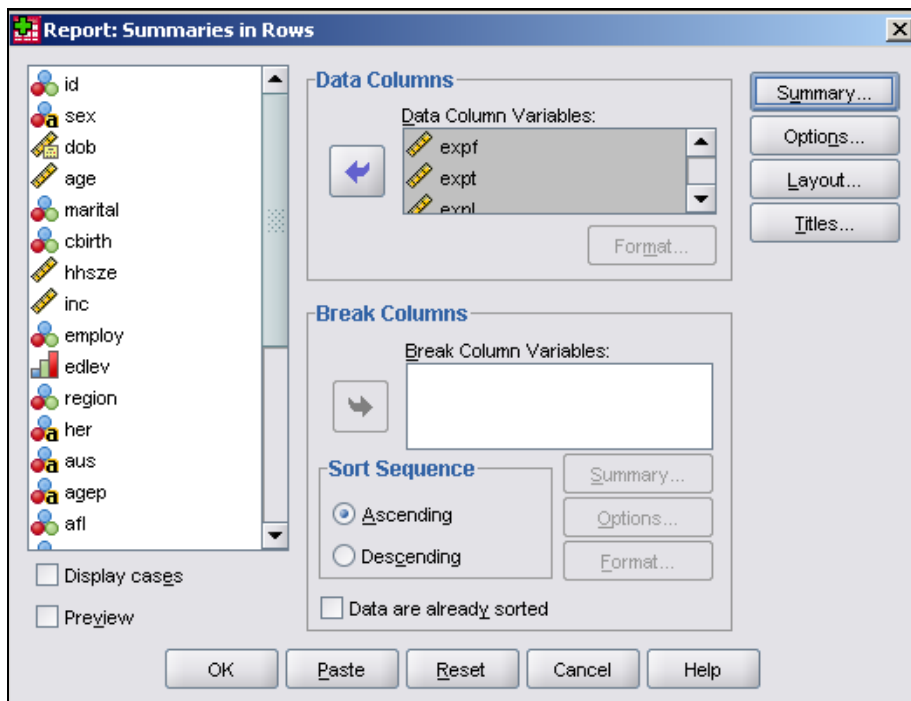 Report: Summaries in Rows
id
sex
dob
age
marital
cbirth
hhsze
inc
employ
edlev
region
her
aus
agep
afl
Display cases
Preview
Data Columns
Data Column Variables:
expf
expt
Format...
Break Columns
Break Column Variables:
Sort Sequence
Ascending
Descending
Data are already sorted
Summary...
Options...
Format...
Summary...
Options...
Layout...
Titles...
OK
Paste
Reset
Cancel
Help